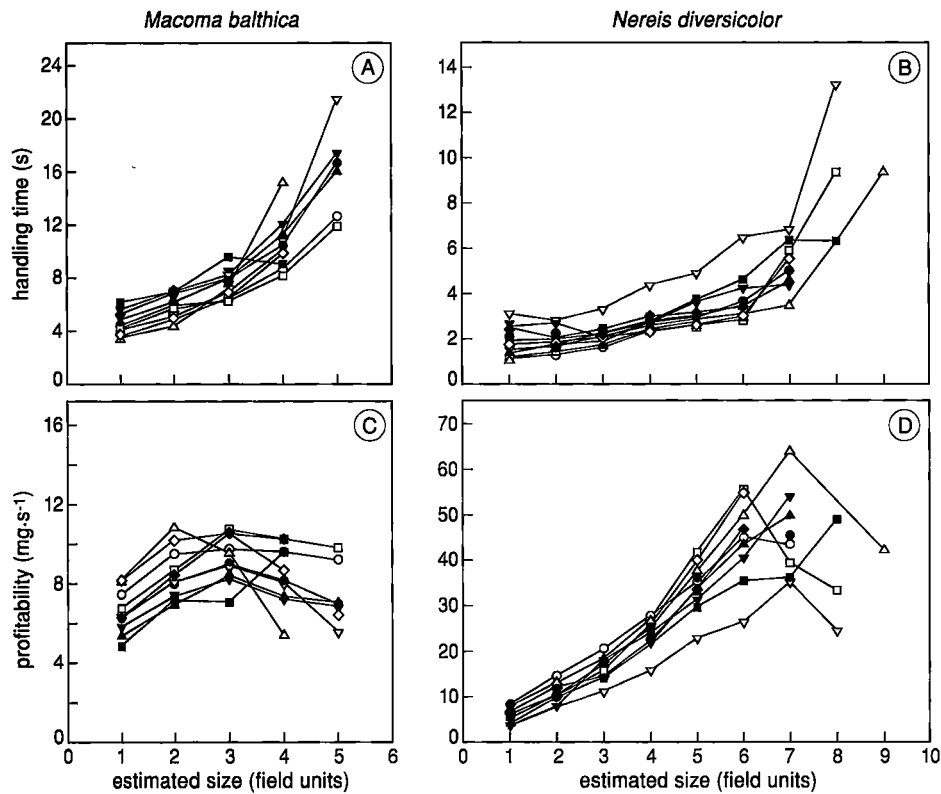 Macoma balthica
Nereis diversicolor
A
handling time (s)
24
20
16
12
8
4
0
0
6
B
14
12
10
8
6
4
2
0
C
profitability (mg·s⁻¹)
16
12
8
4
0
0 1 2 3 4 5 6
estimated size (field units)
D
70
60
50
40
30
20
10
0
0 1 2 3 4 5 6 7 8 9 10
estimated size (field units)